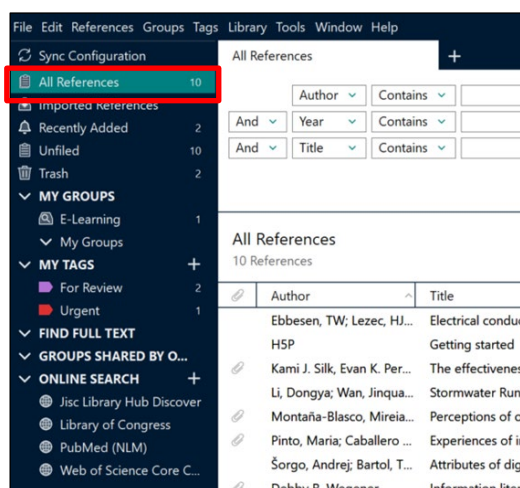 File Edit References Groups Tags Library Tools Window Help
Sync Configuration
All References 10
Imported References
Recently Added 2
Unfiled 10
Trash 2
MY GROUPS
E-Learning 1
My Groups
MY TAGS +
For Review 2
Urgent 1
FIND FULL TEXT
GROUPS SHARED BY O...
ONLINE SEARCH +
Jisc Library Hub Discover
Library of Congress
PubMed (NLM)
Web of Science Core C...
All References +
Author Contains
And Year Contains
And Title Contains
All References
10 References
Author Title
Ebbesen, TW; Lezec, HJ... Electrical conduc
H5P Getting started
Kami J. Silk, Evan K. Per... The effectivenes
Li, Dongya; Wan, Jinqua... Stormwater Run
Montaña-Blasco, Mireia... Perceptions of
Pinto, Maria; Caballero ... Experiences of
Šorgo, Andrej; Bartol, T... Attributes of dig
Debby R. Wegener